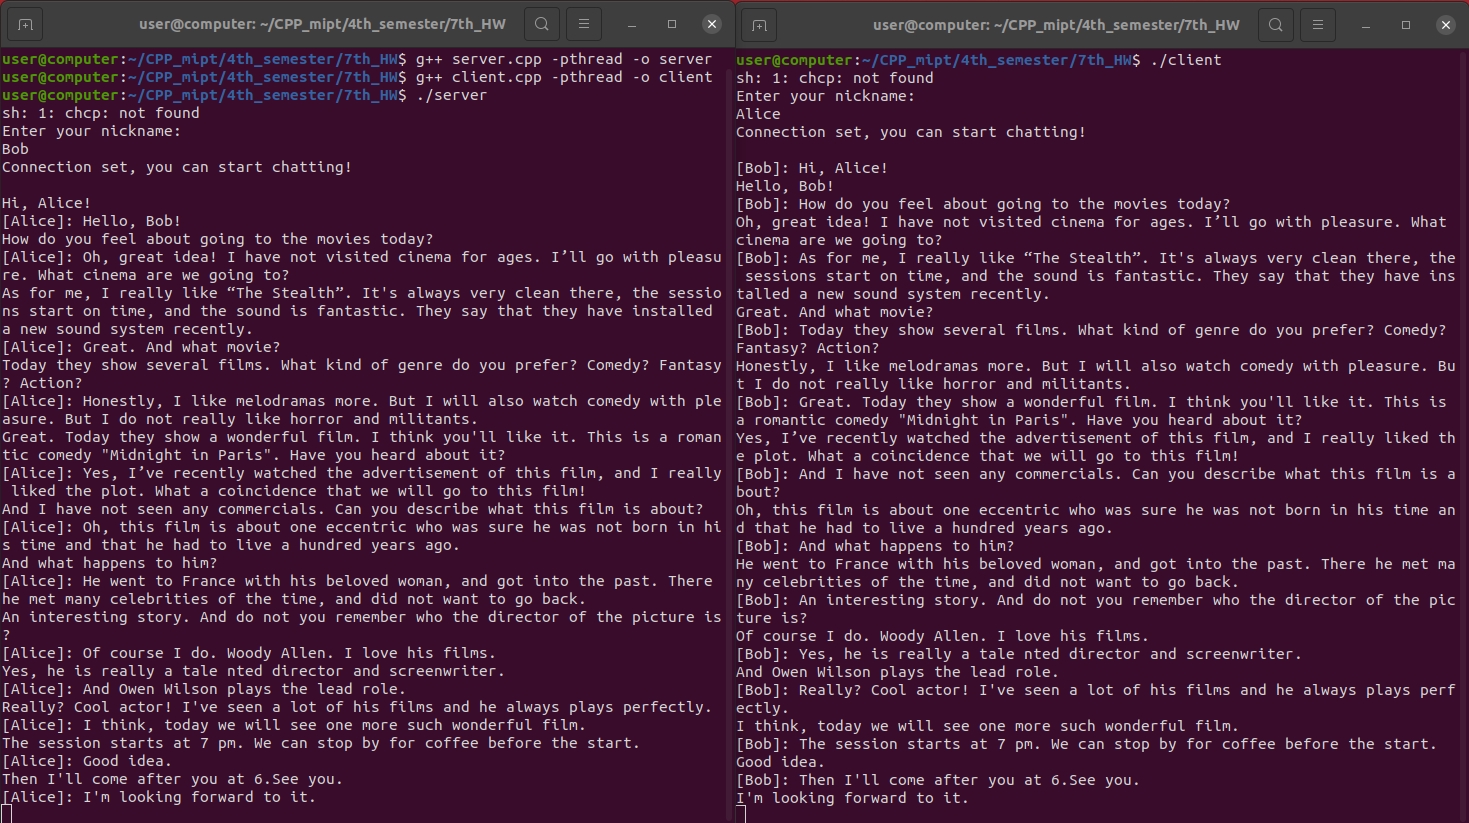 user@computer: ~/CPP_mipt/4th_semester/7th_HW
user@computer:~/CPP_mipt/4th_semester/7th_HW$ g++ server.cpp -pthread -o server
user@computer:~/CPP_mipt/4th_semester/7th_HW$ g++ client.cpp -pthread -o client
user@computer:~/CPP_mipt/4th_semester/7th_HW$ ./server
sh: 1: chcp: not found
Enter your nickname:
Bob
Connection set, you can start chatting!
Hi, Alice!
[Alice]: Hello, Bob!
How do you feel about going to the movies today?
[Alice]: Oh, great idea! I have not visited cinema for ages. I’ll go with pleasu
re. What cinema are we going to?
As for me, I really like “The Stealth”. It's always very clean there, the sessio
ns start on time, and the sound is fantastic. They say that they have installed
a new sound system recently.
[Alice]: Great. And what movie?
Today they show several films. What kind of genre do you prefer? Comedy? Fantasy
? Action?
[Alice]: Honestly, I like melodramas more. But I will also watch comedy with ple
asure. But I do not really like horror and militants.
Great. Today they show a wonderful film. I think you'll like it. This is a roman
tic comedy "Midnight in Paris". Have you heard about it?
[Alice]: Yes, I’ve recently watched the advertisement of this film, and I really
liked the plot. What a coincidence that we will go to this film!
And I have not seen any commercials. Can you describe what this film is about?
[Alice]: Oh, this film is about one eccentric who was sure he was not born in hi
s time and that he had to live a hundred years ago.
And what happens to him?
[Alice]: He went to France with his beloved woman, and got into the past. There
he met many celebrities of the time, and did not want to go back.
An interesting story. And do not you remember who the director of the picture is
?
[Alice]: Of course I do. Woody Allen. I love his films.
Yes, he is really a tale nted director and screenwriter.
[Alice]: And Owen Wilson plays the lead role.
Really? Cool actor! I've seen a lot of his films and he always plays perfectly.
[Alice]: I think, today we will see one more such wonderful film.
The session starts at 7 pm. We can stop by for coffee before the start.
[Alice]: Good idea.
Then I'll come after you at 6.See you.
[Alice]: I'm looking forward to it.
user@computer: ~/CPP_mipt/4th_semester/7th_HW
user@computer:~/CPP_mipt/4th_semester/7th_HW$ ./client
sh: 1: chcp: not found
Enter your nickname:
Alice
Connection set, you can start chatting!
[Bob]: Hi, Alice!
Hello, Bob!
[Bob]: How do you feel about going to the movies today?
Oh, great idea! I have not visited cinema for ages. I’ll go with pleasure. What
cinema are we going to?
[Bob]: As for me, I really like “The Stealth”. It's always very clean there, the
sessions start on time, and the sound is fantastic. They say that they have ins
talled a new sound system recently.
Great. And what movie?
[Bob]: Today they show several films. What kind of genre do you prefer? Comedy?
Fantasy? Action?
Honestly, I like melodramas more. But I will also watch comedy with pleasure. Bu
t I do not really like horror and militants.
[Bob]: Great. Today they show a wonderful film. I think you'll like it. This is
a romantic comedy "Midnight in Paris". Have you heard about it?
Yes, I’ve recently watched the advertisement of this film, and I really liked th
e plot. What a coincidence that we will go to this film!
[Bob]: And I have not seen any commercials. Can you describe what this film is a
bout?
Oh, this film is about one eccentric who was sure he was not born in his time an
d that he had to live a hundred years ago.
[Bob]: And what happens to him?
He went to France with his beloved woman, and got into the past. There he met ma
ny celebrities of the time, and did not want to go back.
[Bob]: An interesting story. And do not you remember who the director of the pic
ture is?
Of course I do. Woody Allen. I love his films.
[Bob]: Yes, he is really a tale nted director and screenwriter.
And Owen Wilson plays the lead role.
[Bob]: Really? Cool actor! I've seen a lot of his films and he always plays perf
ectly.
I think, today we will see one more such wonderful film.
[Bob]: The session starts at 7 pm. We can stop by for coffee before the start.
Good idea.
[Bob]: Then I'll come after you at 6.See you.
I'm looking forward to it.